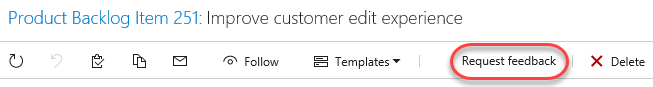 Product Backlog Item 251: Improve customer edit experience
Follow Templates Request feedback Delete